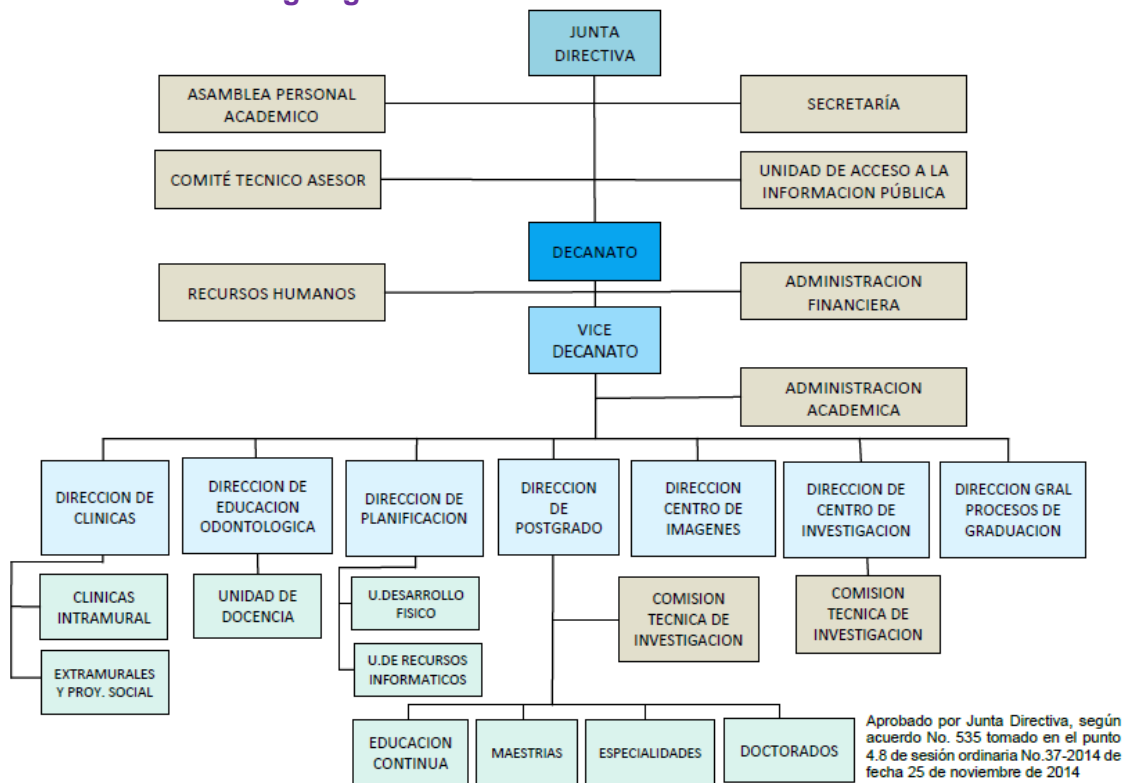 JUNTA
DIRECTIVA
ASAMBLEA PERSONAL
ACADEMICO
SECRETARÍA
COMITÉ TECNICO ASESOR
UNIDAD DE ACCESO A LA
INFORMACION PÚBLICA
DECANATO
RECURSOS HUMANOS
ADMINISTRACION
FINANCIERA
VICE
DECANATO
ADMINISTRACION
ACADEMICA
DIRECCION DE
CLINICAS
DIRECCION DE
EDUCACION
ODONTOLOGICA
DIRECCION DE
PLANIFICACION
DIRECCION
DE
POSTGRADO
DIRECCION
CENTRO DE
IMAGENES
DIRECCION DE
CENTRO DE
INVESTIGACION
DIRECCION GRAL
PROCESOS DE
GRADUACION
CLINICAS
INTRAMURAL
UNIDAD DE
DOCENCIA
U.DESARROLLO
FISICO
COMISION
TECNICA DE
INVESTIGACION
COMISION
TECNICA DE
INVESTIGACION
EXTRAMURALES
Y PROY. SOCIAL
U.DE RECURSOS
INFORMATICOS
EDUCACION
CONTINUA
MAESTRIAS
ESPECIALIDADES
DOCTORADOS
Aprobado por Junta Directiva, según
acuerdo No. 535 tomado en el punto
4.8 de sesión ordinaria No.37-2014 de
fecha 25 de noviembre de 2014